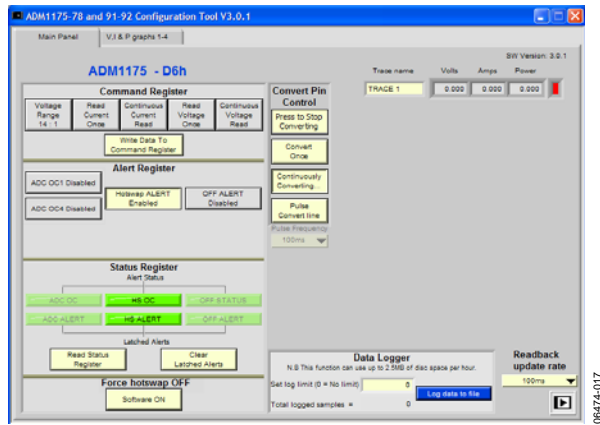 ADM1175-78 and 91-92 Configuration Tool V3.0.1
Main Panel
V,I & P graphs 1-4
SW Version: 3.0.1
ADM1175 - D6h
Trace name
Volts
Amps
Power
TRACE 1
0.000
0.000
0.000
Command Register
Voltage Range 14 : 1
Read Current Once
Continuous Current Read
Read Voltage Once
Continuous Voltage Read
Write Data To Command Register
Convert Pin Control
Press to Stop Converting
Convert Once
Continuously Converting...
Pulse Convert line
Pulse Frequency
100ms
Alert Register
ADC OC1 Disabled
ADC OC4 Disabled
Hotswap ALERT Enabled
OFF ALERT Disabled
Status Register
Alert Status
ADC OC
HS OC
OFF STATUS
ADC ALERT
HS ALERT
OFF ALERT
Latched Alerts
Read Status Register
Clear Latched Alerts
Force hotswap OFF
Software ON
Data Logger
N.B This function can use up to 2.5MB of disc space per hour.
Set log limit (0 = No limit)
0
Log data to file
Total logged samples =
0
Readback update rate
100ms
06474-017